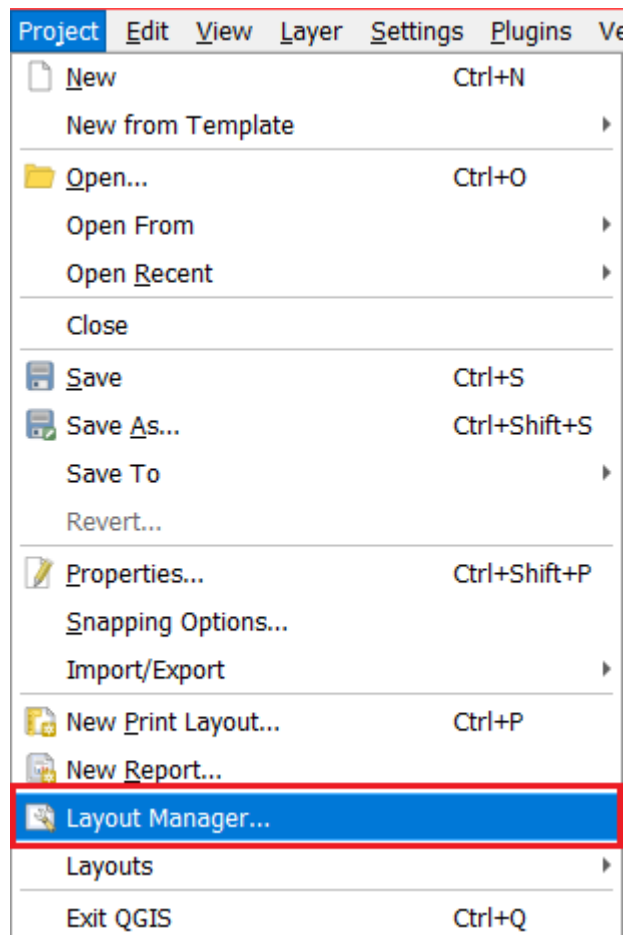 Project Edit View Layer Settings Plugins Ve
New Ctrl+N
New from Template
Open... Ctrl+O
Open From
Open Recent
Close
Save Ctrl+S
Save As... Ctrl+Shift+S
Save To
Revert...
Properties... Ctrl+Shift+P
Snapping Options...
Import/Export
New Print Layout... Ctrl+P
New Report...
Layout Manager...
Layouts
Exit QGIS Ctrl+Q